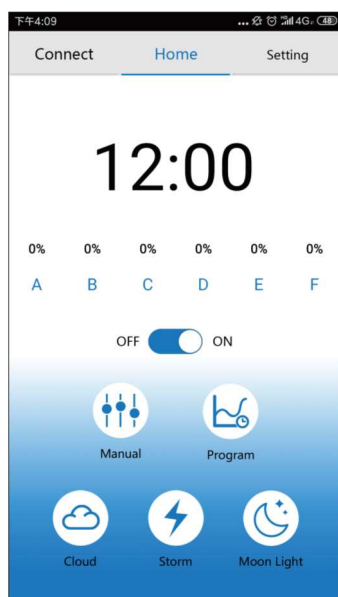 下午4:09 ... 4G 48
Connect Home Setting
12:00
0% 0% 0% 0% 0% 0%
A B C D E F
OFF ON
Manual Program
Cloud Storm Moon Light